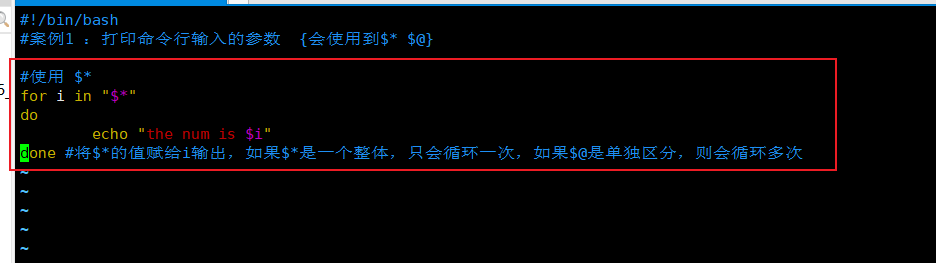 #!/bin/bash
#案例1 ：打印命令行输入的参数  {会使用到$* $@}
#使用 $*
for i in "$*"
do
        echo "the num is $i"
done #将$*的值赋给i输出，如果$*是一个整体，只会循环一次，如果$@是单独区分，则会循环多次
~
~
~
~
~